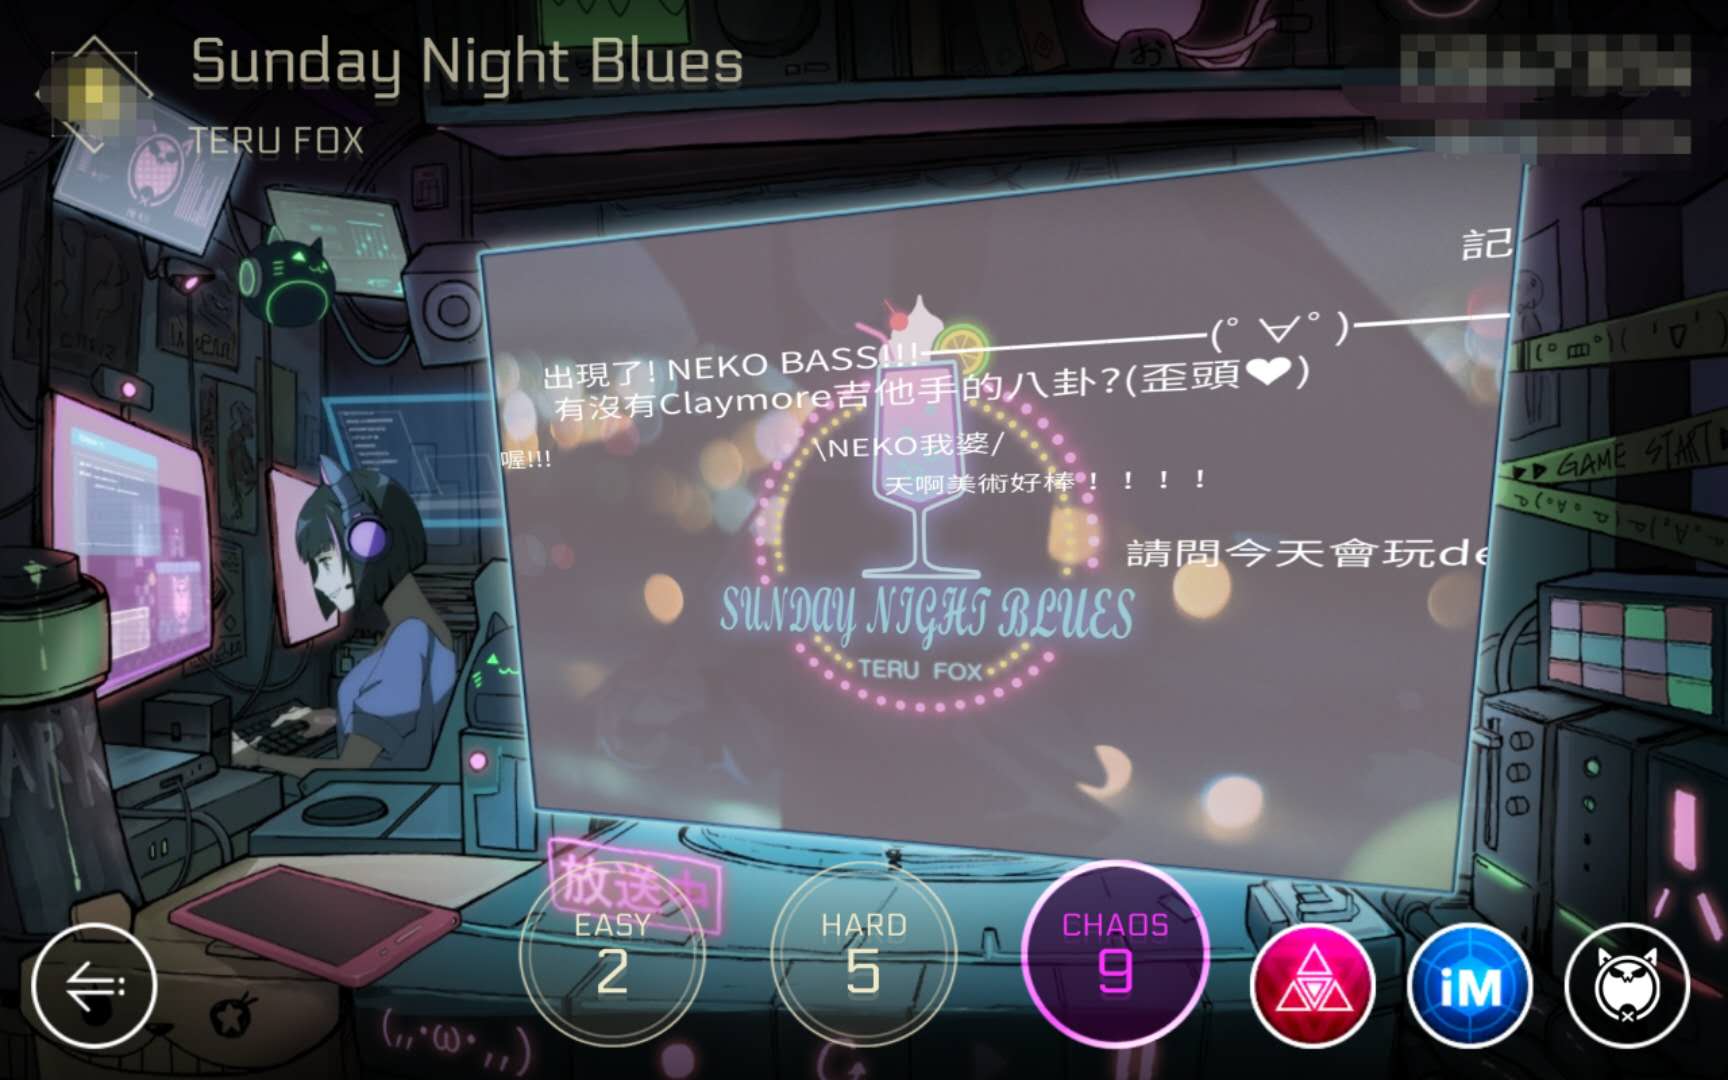 Sunday Night Blues
TERU FOX
記
(ﾟ∀ﾟ)
出現了! NEKO BASS!!!
有沒有Claymore吉他手的八卦?(歪頭❤)
\NEKO我婆/
喔!!!
天啊美術好棒！！！！
請問今天會玩de
SUNDAY NIGHT BLUES
TERU FOX
GAME START!
放送中
EASY
2
HARD
5
CHAOS
9
iM
(,,･ω･,,)